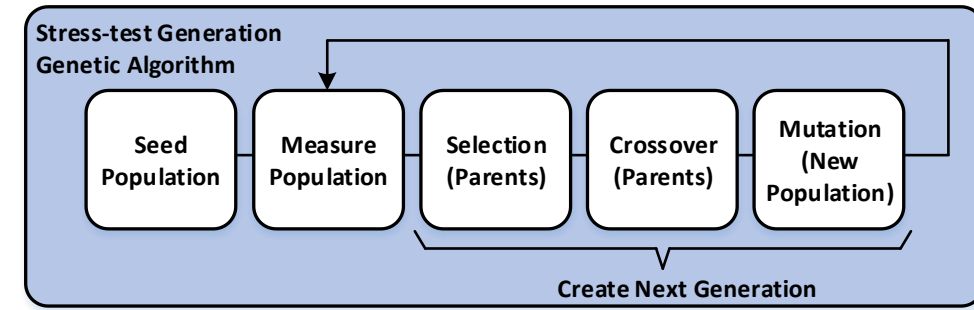 Stress-test Generation
Genetic Algorithm
Seed
Population
Measure
Population
Selection
(Parents)
Crossover
(Parents)
Mutation
(New
Population)
Create Next Generation